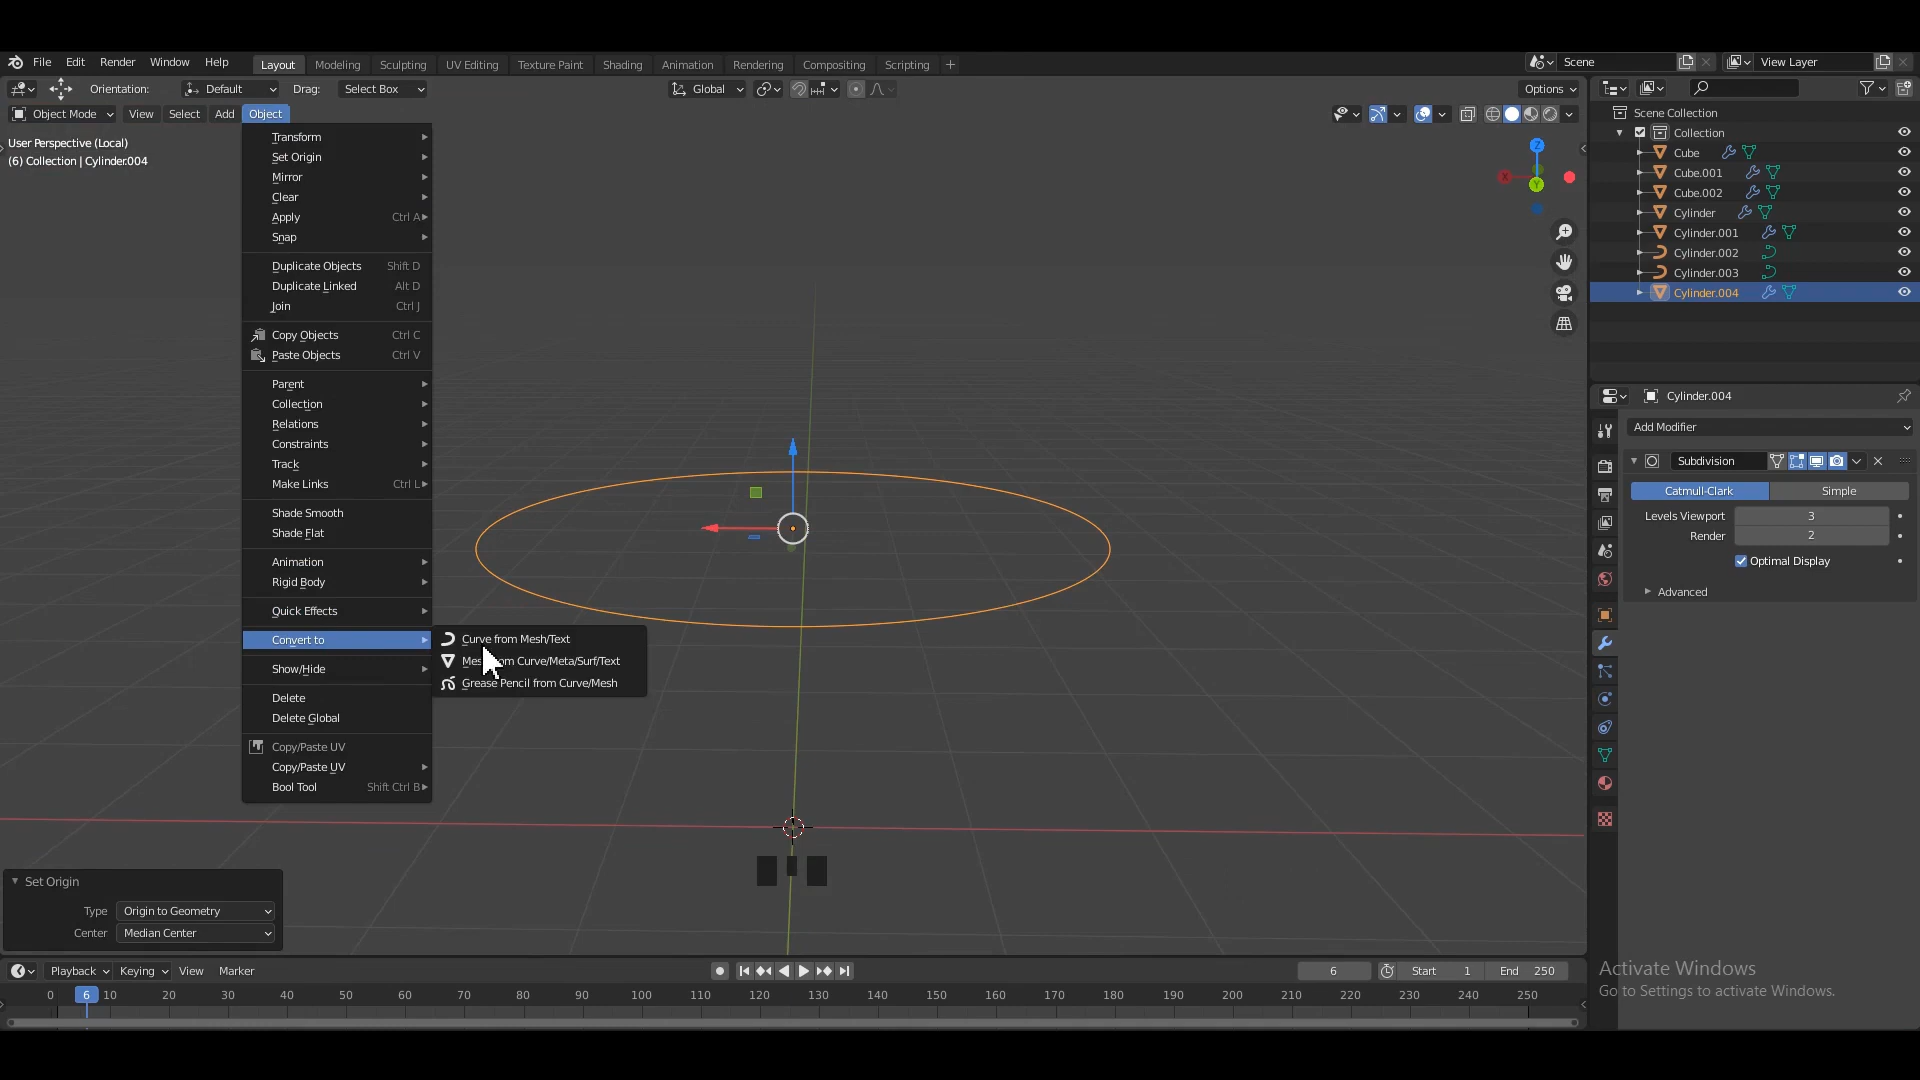 File Edit Render Window Help Layout Modeling Sculpting UV Editing Texture Paint Shading Animation Rendering Compositing Scripting + Scene View Layer
Orientation: Default Drag: Select Box Global Options
Object Mode View Select Add Object
User Perspective (Local)
(6) Collection | Cylinder.004
Transform
Set Origin
Mirror
Clear
Apply Ctrl A
Snap
Duplicate Objects Shift D
Duplicate Linked Alt D
Join Ctrl J
Copy Objects Ctrl C
Paste Objects Ctrl V
Parent
Collection
Relations
Constraints
Track
Make Links Ctrl L
Shade Smooth
Shade Flat
Animation
Rigid Body
Quick Effects
Convert to
Show/Hide
Delete
Delete Global
Copy/Paste UV
Copy/Paste UV
Bool Tool Shift Ctrl B
Curve from Mesh/Text
Curve/Meta/Surf/Text
Grease Pencil from Curve/Mesh
Z
X
Y
Scene Collection
Collection
Cube
Cube.001
Cube.002
Cylinder
Cylinder.001
Cylinder.002
Cylinder.003
Cylinder.004
Cylinder.004
Add Modifier
Subdivision
Catmull-Clark Simple
Levels Viewport 3
Render 2
Optimal Display
Advanced
Set Origin
Type Origin to Geometry
Center Median Center
Activate Windows
Go to Settings to activate Windows.
Playback Keying View Marker 6 Start 1 End 250
0 6 10 20 30 40 50 60 70 80 90 100 110 120 130 140 150 160 170 180 190 200 210 220 230 240 250